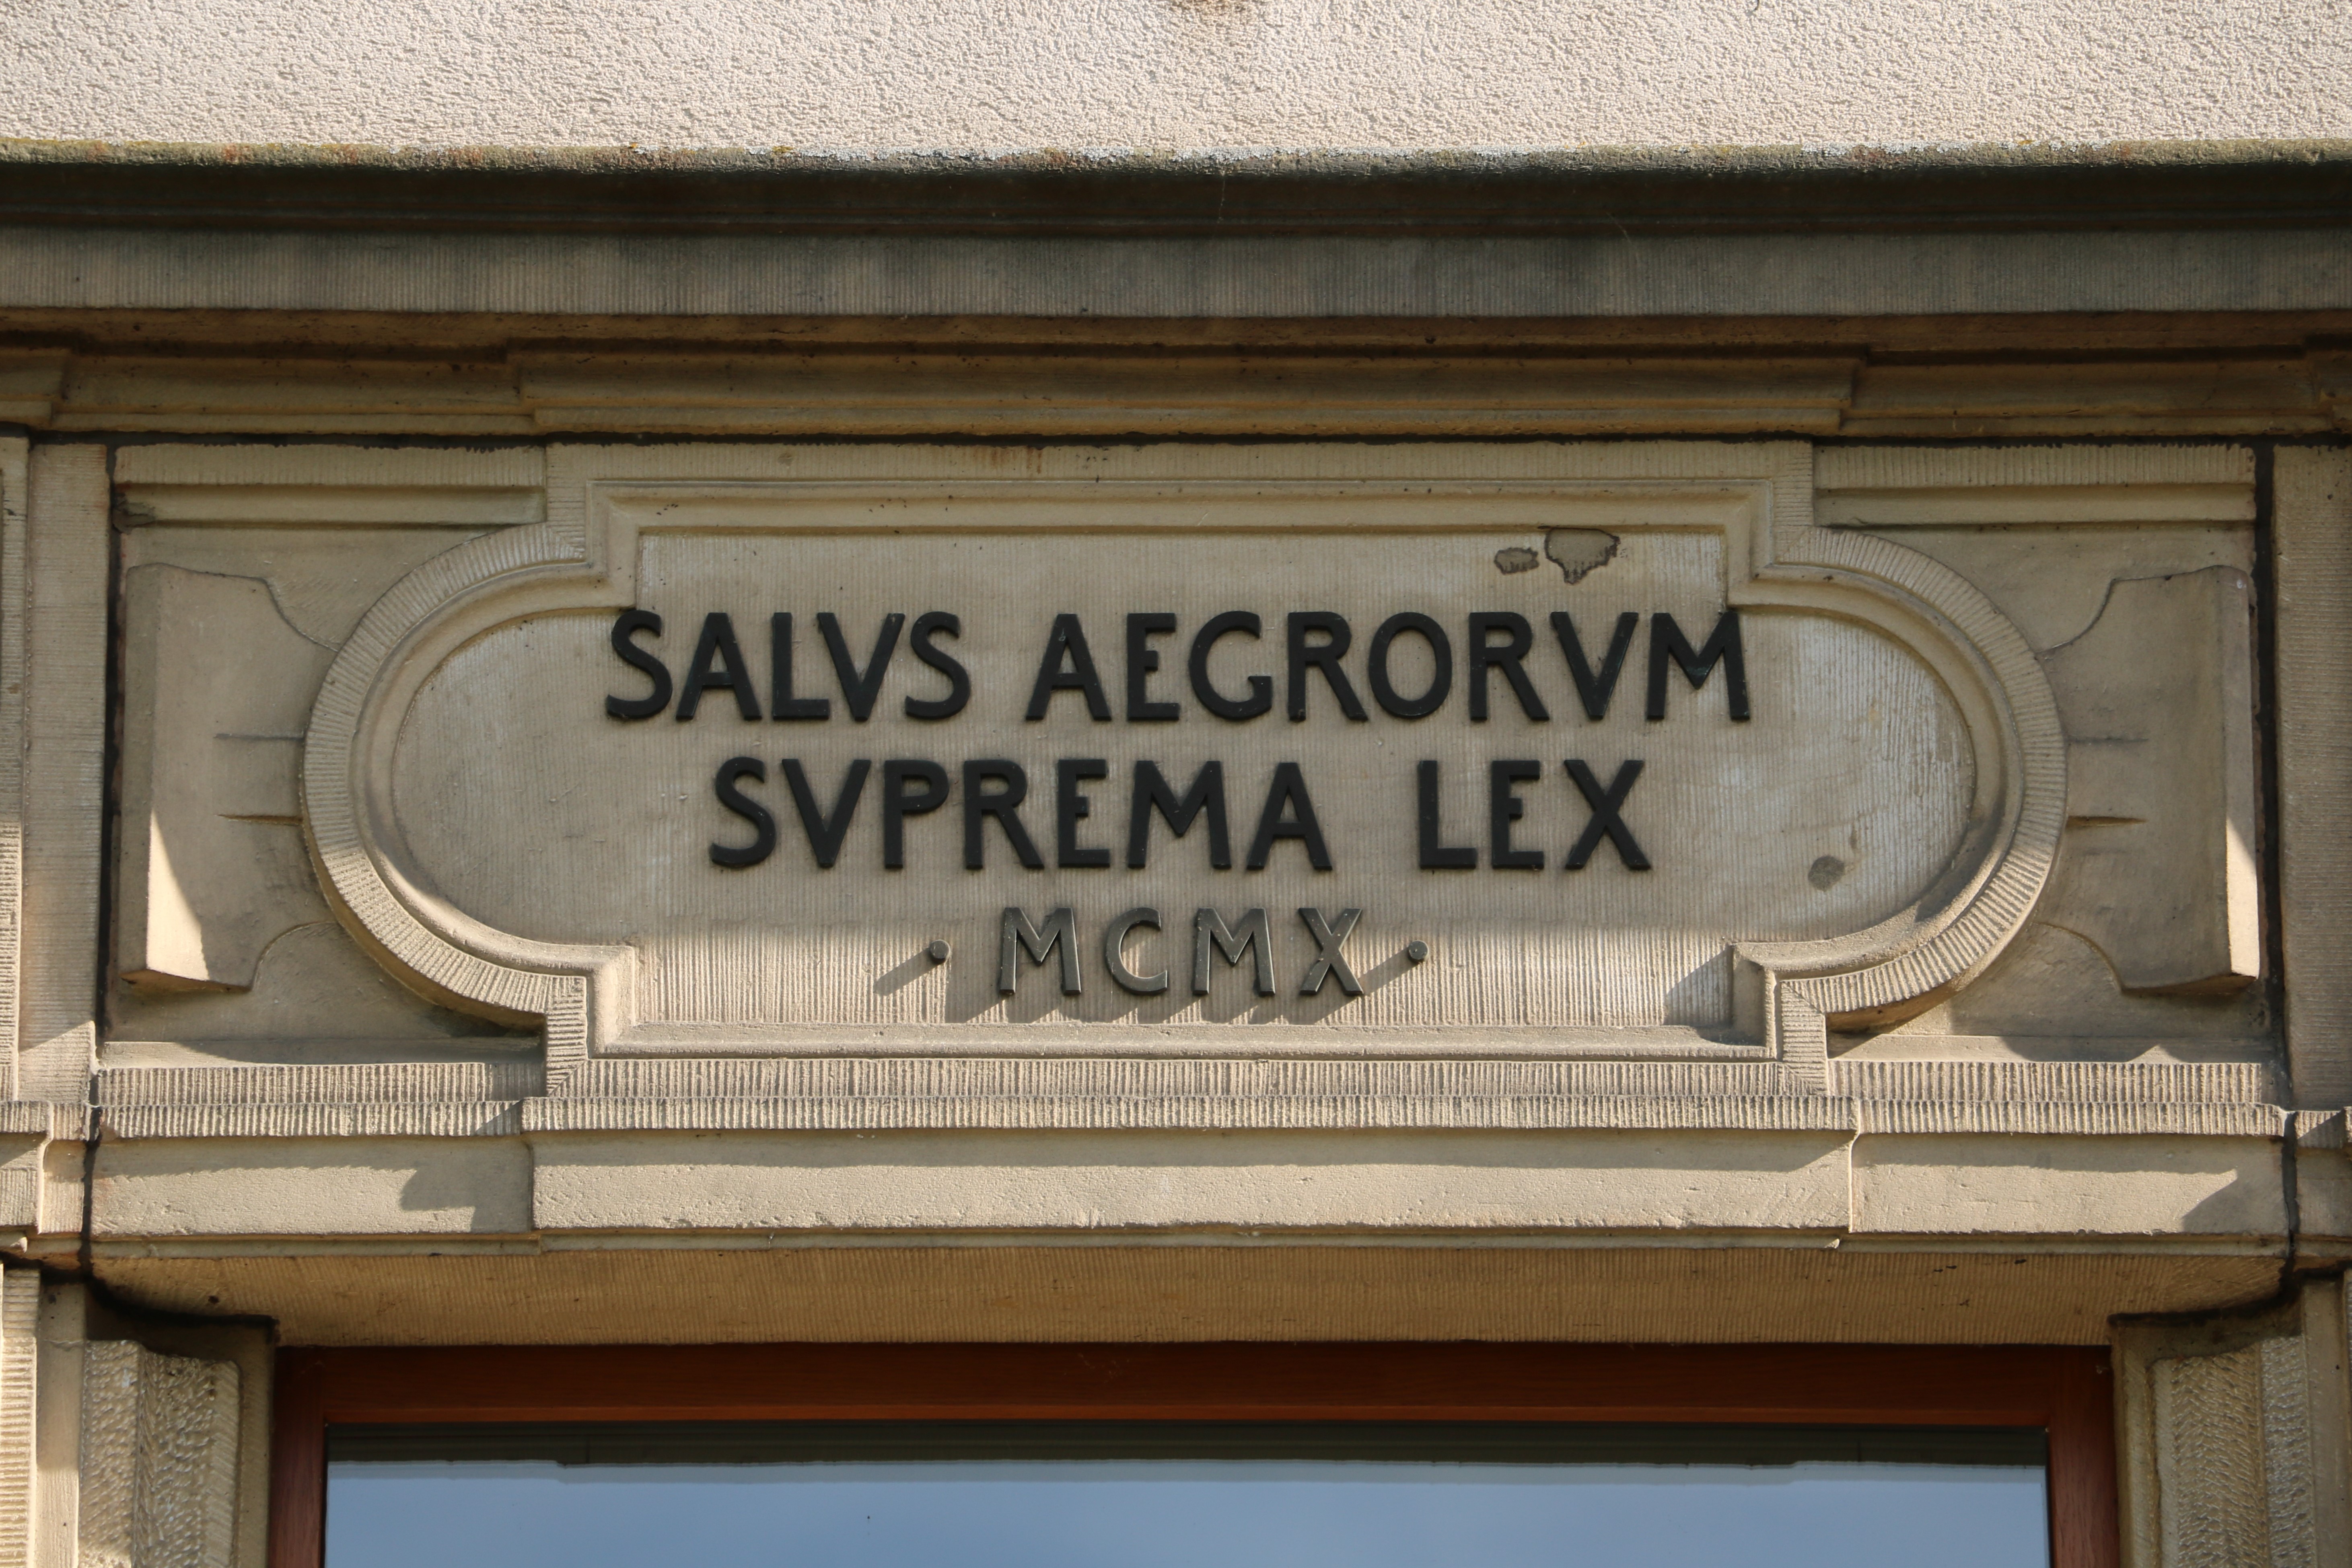 SALVS AEGRORVM
SVPREMA LEX
· MCMX ·